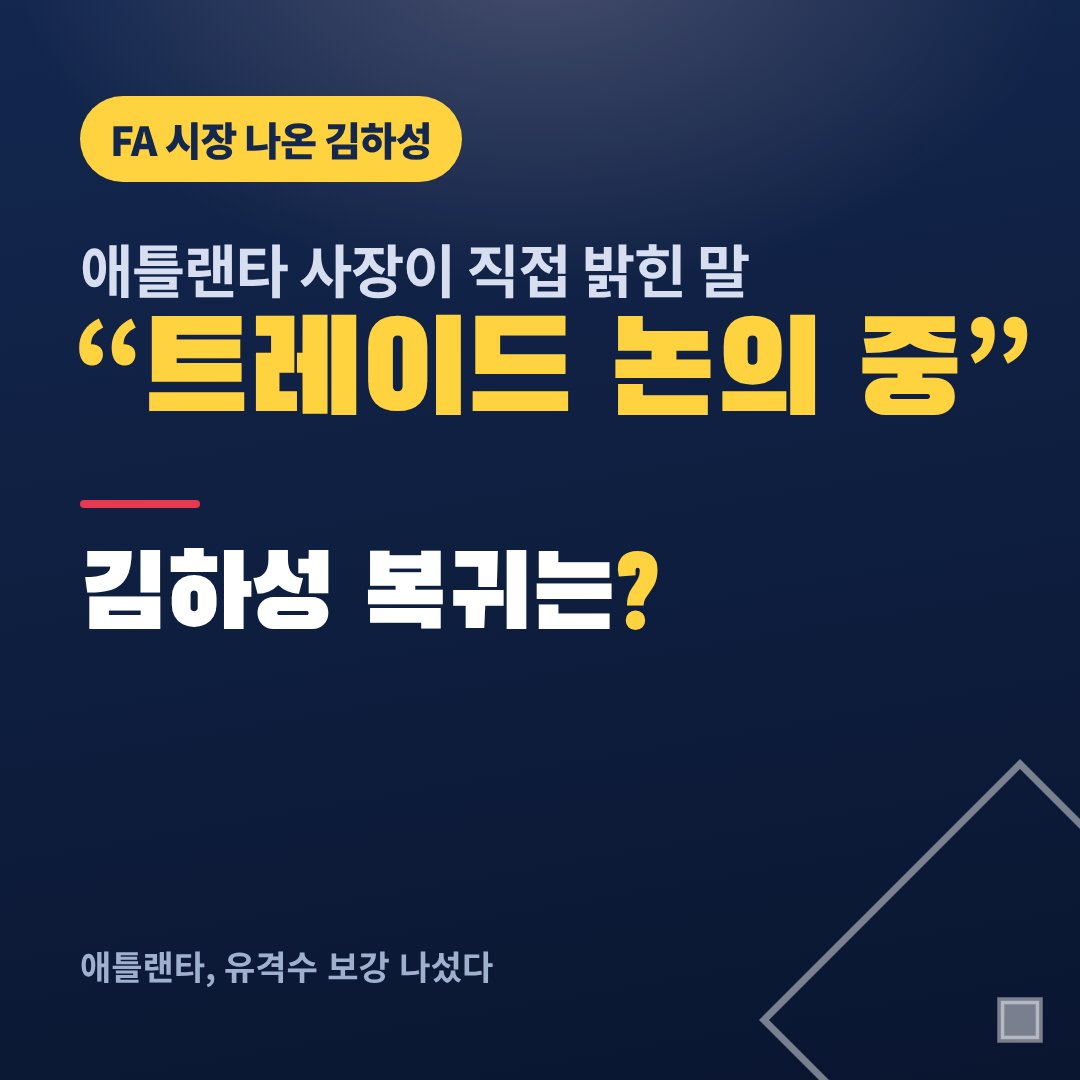 FA 시장 나온 김하성
애틀랜타 사장이 직접 밝힌 말
“트레이드 논의 중”
김하성 복귀는?
애틀랜타, 유격수 보강 나섰다